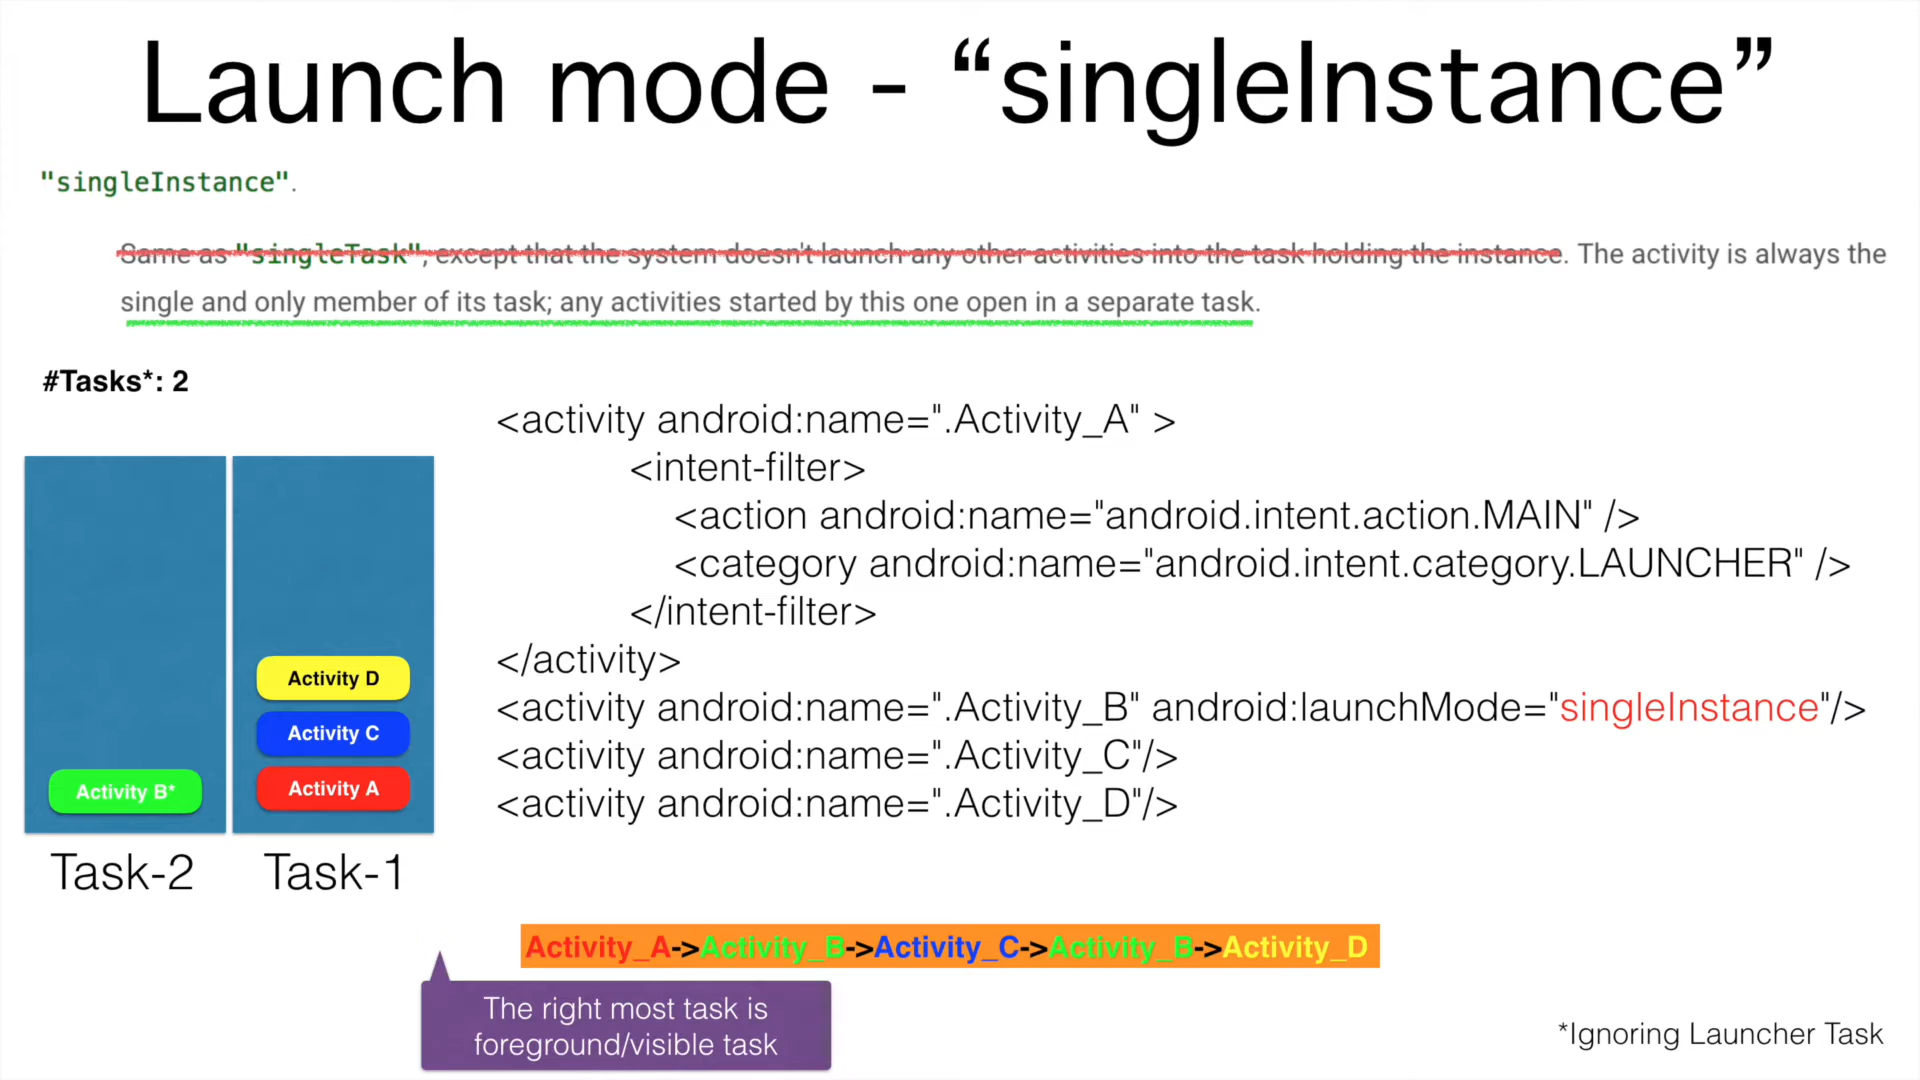 Launch mode - “singleInstance”
"singleInstance".
Same as "singleTask", except that the system doesn't launch any other activities into the task holding the instance. The activity is always the
single and only member of its task; any activities started by this one open in a separate task.
#Tasks*: 2
<activity android:name=".Activity_A" >
<intent-filter>
<action android:name="android.intent.action.MAIN" />
<category android:name="android.intent.category.LAUNCHER" />
</intent-filter>
</activity>
<activity android:name=".Activity_B" android:launchMode="singleInstance"/>
<activity android:name=".Activity_C"/>
<activity android:name=".Activity_D"/>
Activity B*
Task-2
Activity D
Activity C
Activity A
Task-1
Activity_A->Activity_B->Activity_C->Activity_B->Activity_D
The right most task is
foreground/visible task
*Ignoring Launcher Task